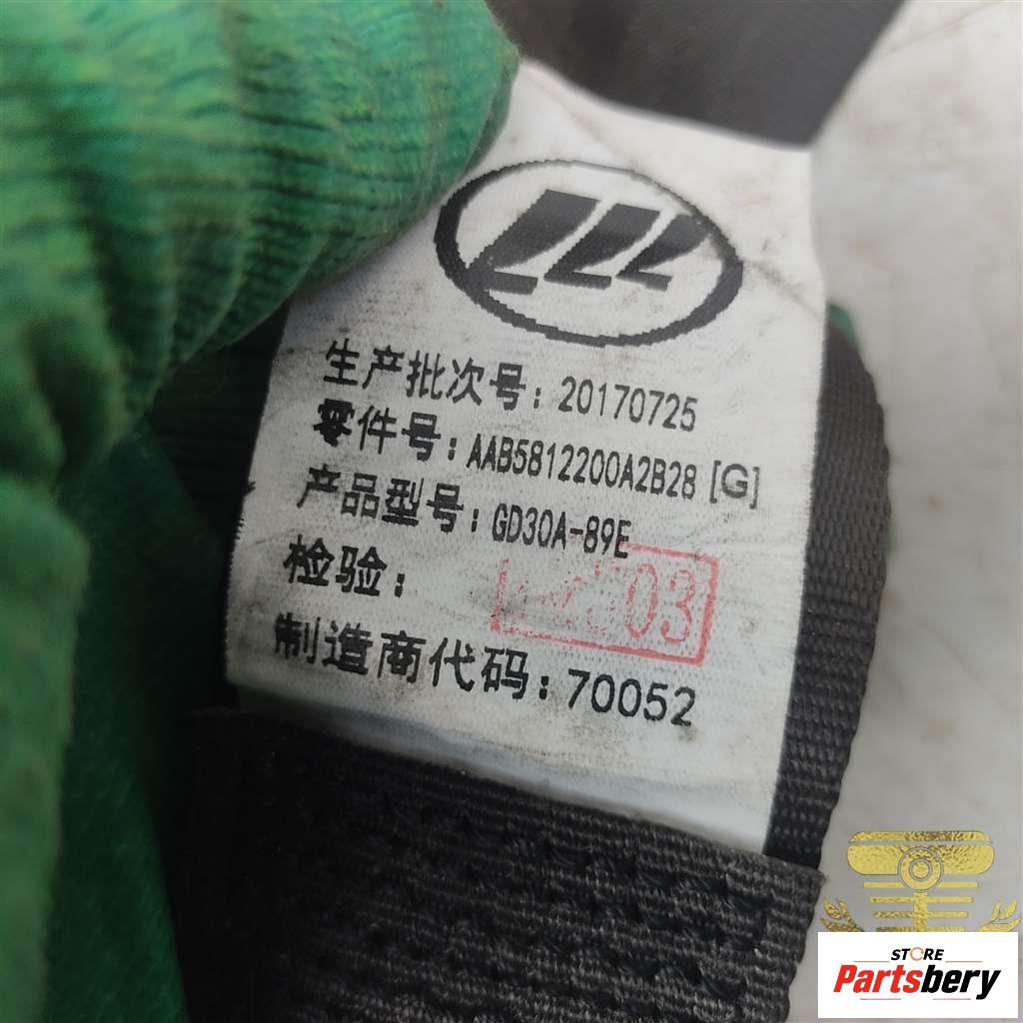 生产批次号: 20170725
零件号: AAB5812200A2B28 [G]
产品型号: GD30A-89E
检验: 03
制造商代码: 70052
STORE
Partsbery